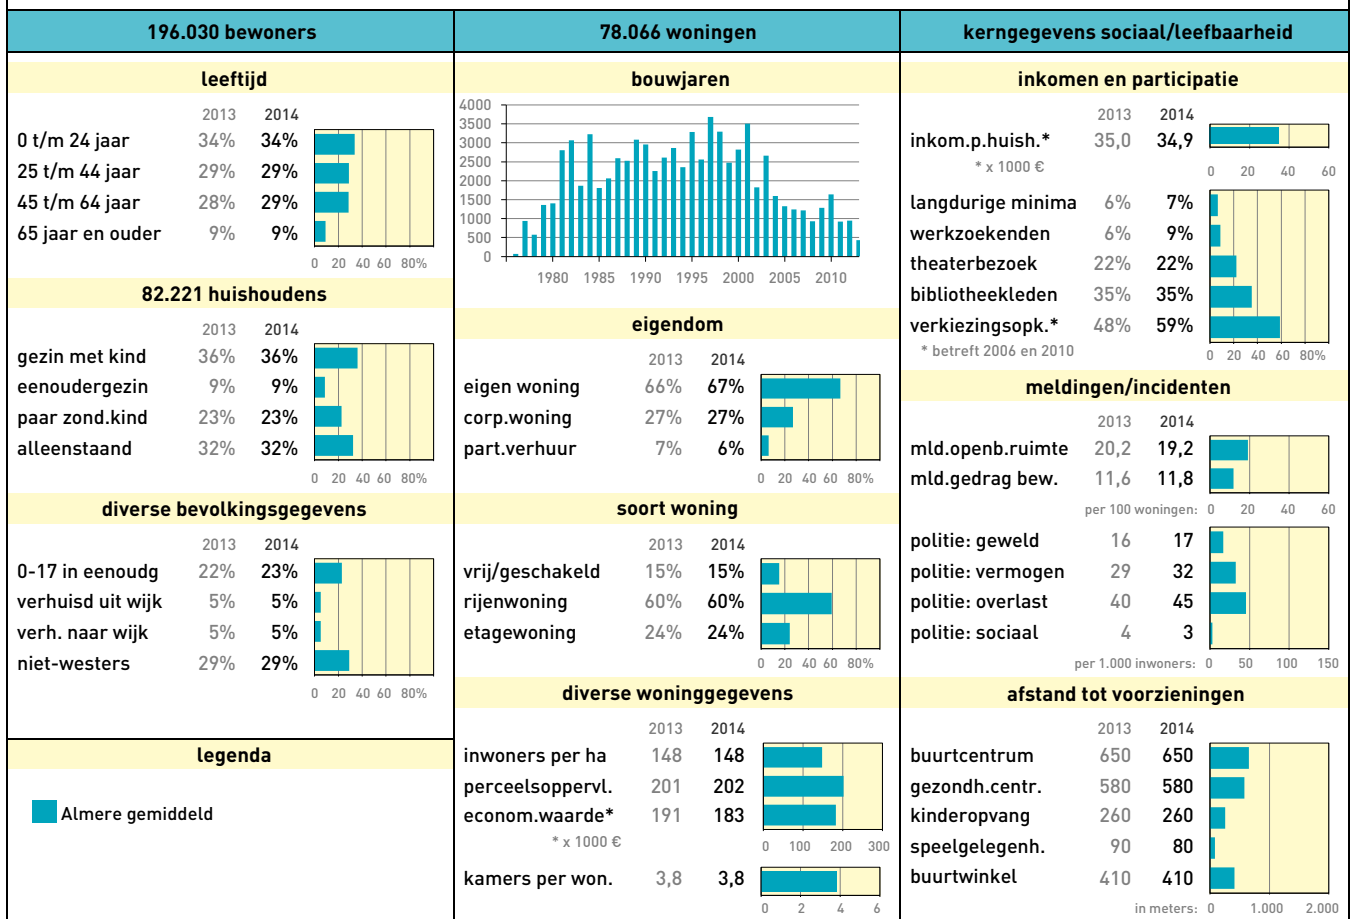 196.030 bewoners
leeftijd
2013 2014
0 t/m 24 jaar 34% 34%
25 t/m 44 jaar 29% 29%
45 t/m 64 jaar 28% 29%
65 jaar en ouder 9% 9%
0 20 40 60 80%
82.221 huishoudens
2013 2014
gezin met kind 36% 36%
eenoudergezin 9% 9%
paar zond.kind 23% 23%
alleenstaand 32% 32%
0 20 40 60 80%
diverse bevolkingsgegevens
2013 2014
0-17 in eenoudg 22% 23%
verhuisd uit wijk 5% 5%
verh. naar wijk 5% 5%
niet-westers 29% 29%
0 20 40 60 80%
legenda
Almere gemiddeld
78.066 woningen
bouwjaren
4000
3500
3000
2500
2000
1500
1000
500
0
1980 1985 1990 1995 2000 2005 2010
eigendom
2013 2014
eigen woning 66% 67%
corp.woning 27% 27%
part.verhuur 7% 6%
0 20 40 60 80%
soort woning
2013 2014
vrij/geschakeld 15% 15%
rijenwoning 60% 60%
etagewoning 24% 24%
0 20 40 60 80%
diverse woninggegevens
2013 2014
inwoners per ha 148 148
perceelsoppervl. 201 202
econom.waarde* 191 183
* x 1000 €
0 100 200 300
kamers per won. 3,8 3,8
0 2 4 6
kerngegevens sociaal/leefbaarheid
inkomen en participatie
2013 2014
inkom.p.huish.* 35,0 34,9
* x 1000 €
0 20 40 60
langdurige minima 6% 7%
werkzoekenden 6% 9%
theaterbezoek 22% 22%
bibliotheekleden 35% 35%
verkiezingsopk.* 48% 59%
* betreft 2006 en 2010
0 20 40 60 80%
meldingen/incidenten
2013 2014
mld.openb.ruimte 20,2 19,2
mld.gedrag bew. 11,6 11,8
per 100 woningen: 0 20 40 60
politie: geweld 16 17
politie: vermogen 29 32
politie: overlast 40 45
politie: sociaal 4 3
per 1.000 inwoners: 0 50 100 150
afstand tot voorzieningen
2013 2014
buurtcentrum 650 650
gezondh.centr. 580 580
kinderopvang 260 260
speelgelegenh. 90 80
buurtwinkel 410 410
in meters: 0 1.000 2.000